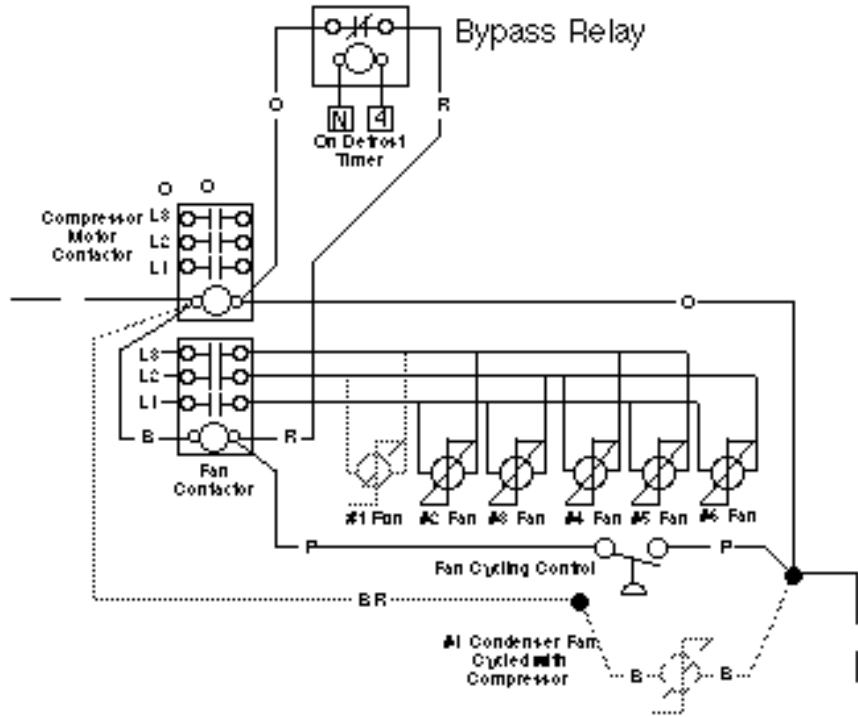 Bypass Relay
O
R
N 4
On Defrost
Timer
O O
Compressor
Motor
Contactor
L3
L2
L1
O
L3
L2
L1
B
R
Fan
Contactor
#1 Fan #2 Fan #3 Fan #4 Fan #5 Fan #6 Fan
P
P
Fan Cycling Control
BR
#1 Condenser Fan
Cycled with
Compressor
B
B